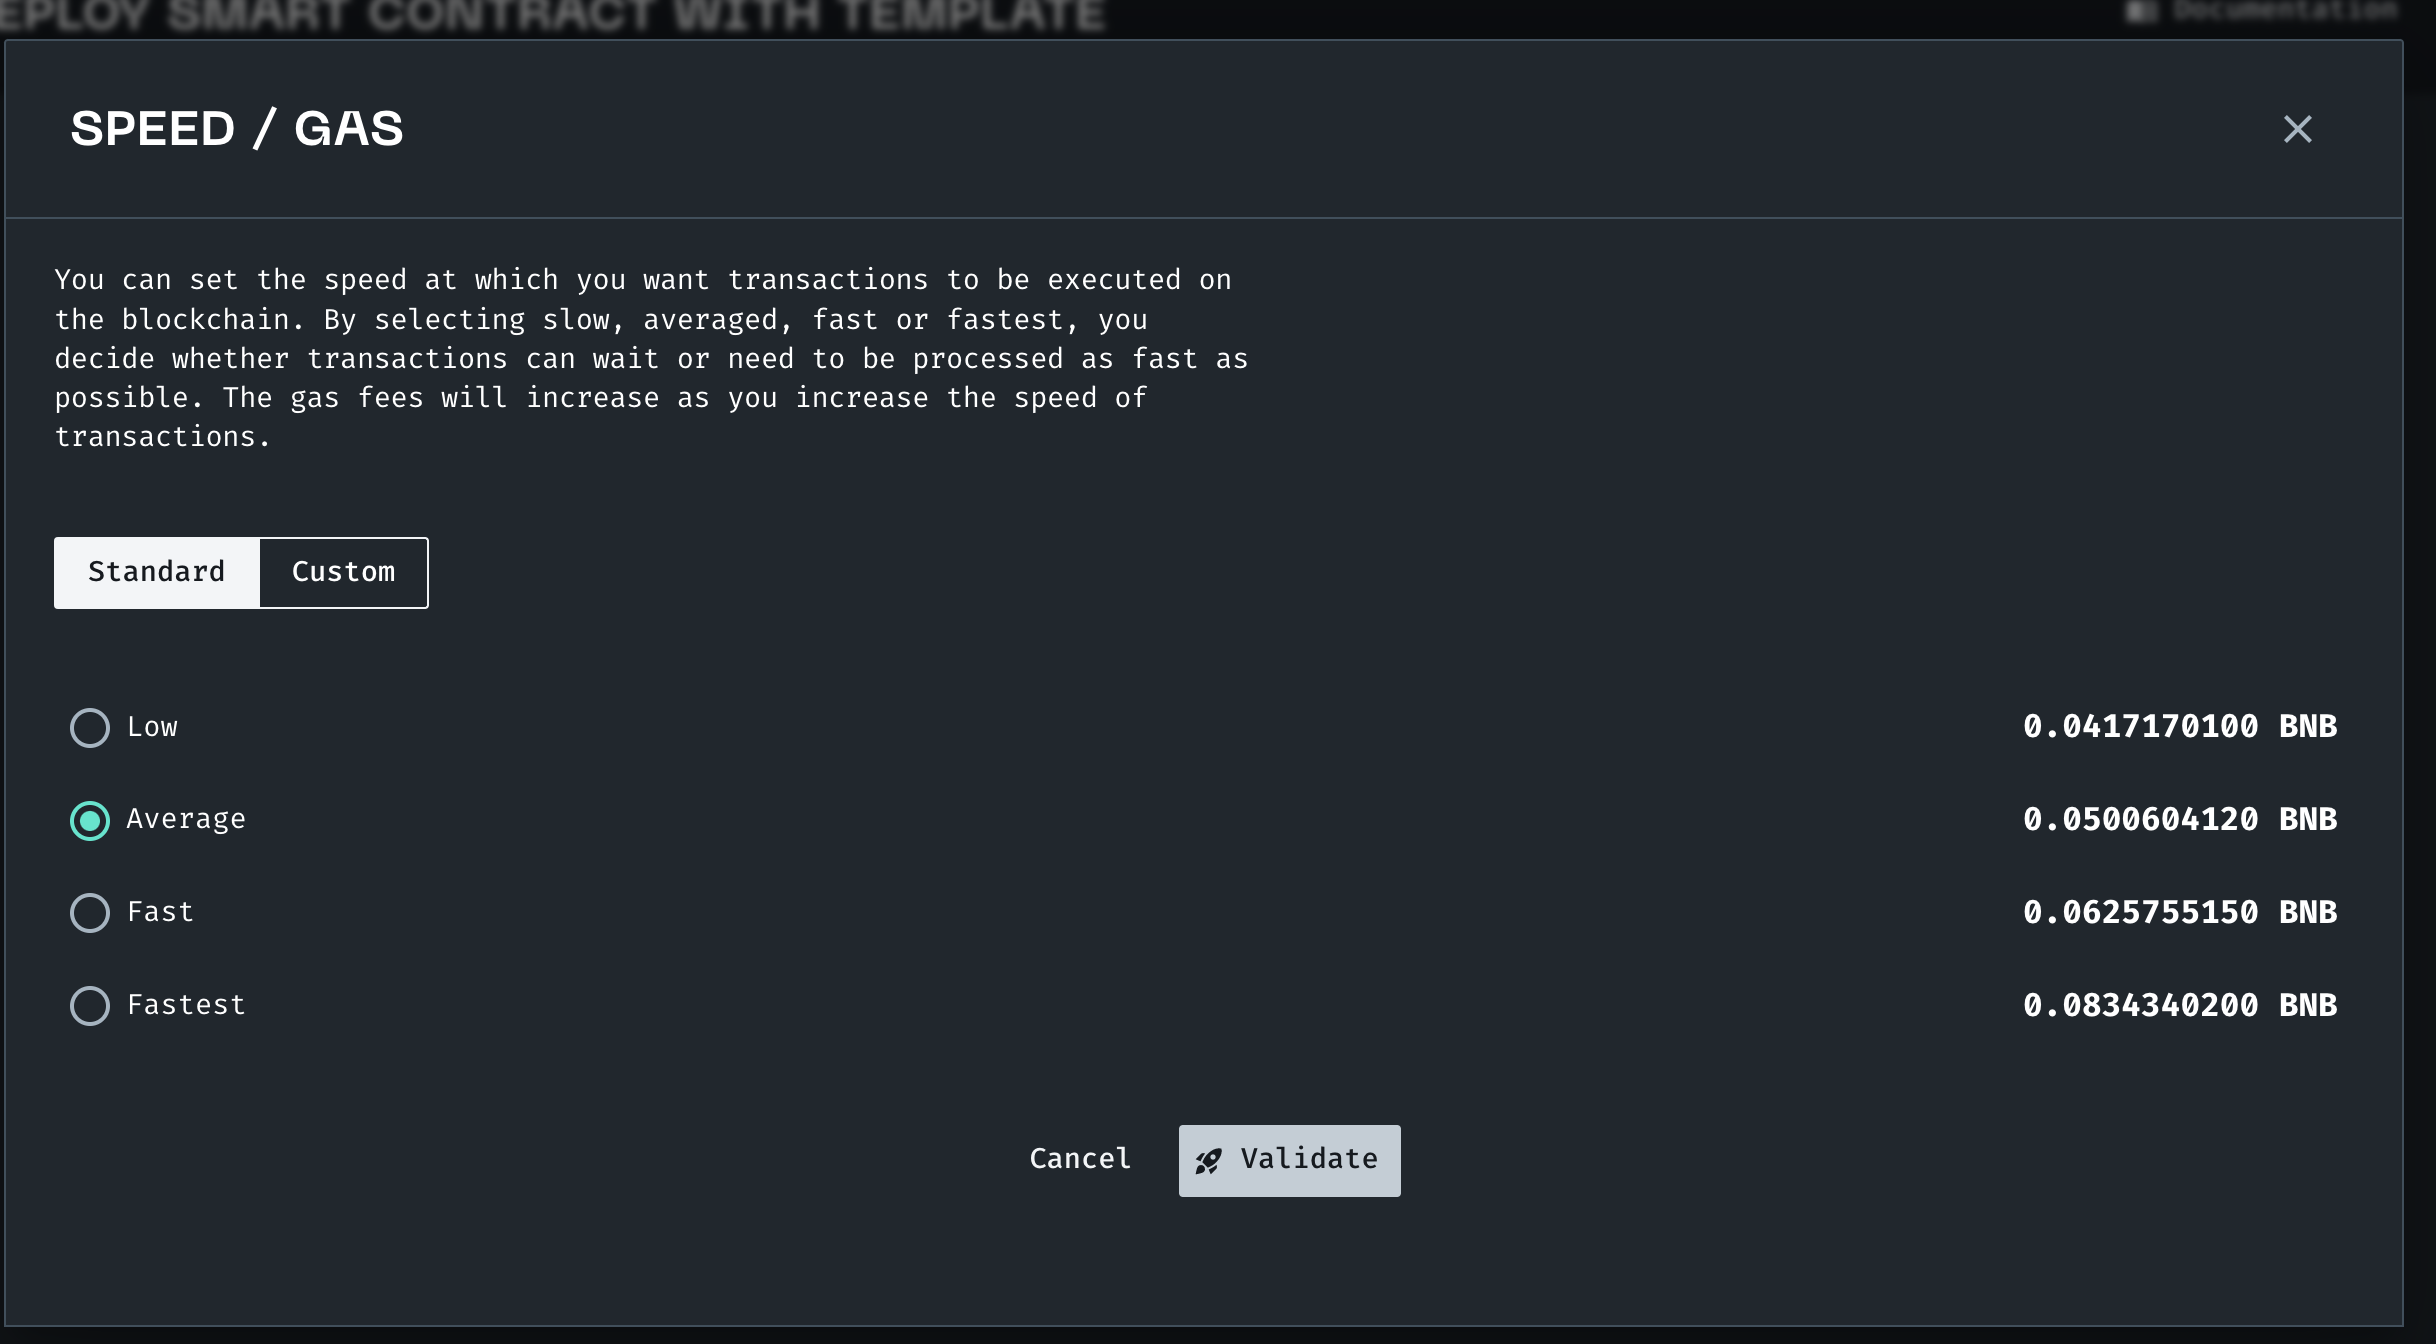 EPLOY SMART CONTRACT WITH TEMPLATE
Documentation
SPEED / GAS
You can set the speed at which you want transactions to be executed on
the blockchain. By selecting slow, averaged, fast or fastest, you
decide whether transactions can wait or need to be processed as fast as
possible. The gas fees will increase as you increase the speed of
transactions.
Standard
Custom
Low
0.0417170100 BNB
Average
0.0500604120 BNB
Fast
0.0625755150 BNB
Fastest
0.0834340200 BNB
Cancel
Validate